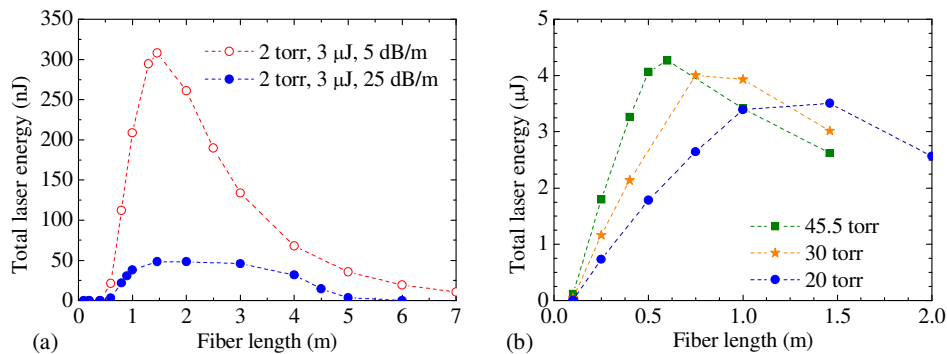 350
300
250
200
150
100
50
0
Total laser energy (nJ)
2 torr, 3 μJ, 5 dB/m
2 torr, 3 μJ, 25 dB/m
0 1 2 3 4 5 6 7
Fiber length (m)
(a)
5
4
3
2
1
0
Total laser energy (μJ)
45.5 torr
30 torr
20 torr
0.0 0.5 1.0 1.5 2.0
Fiber length (m)
(b)